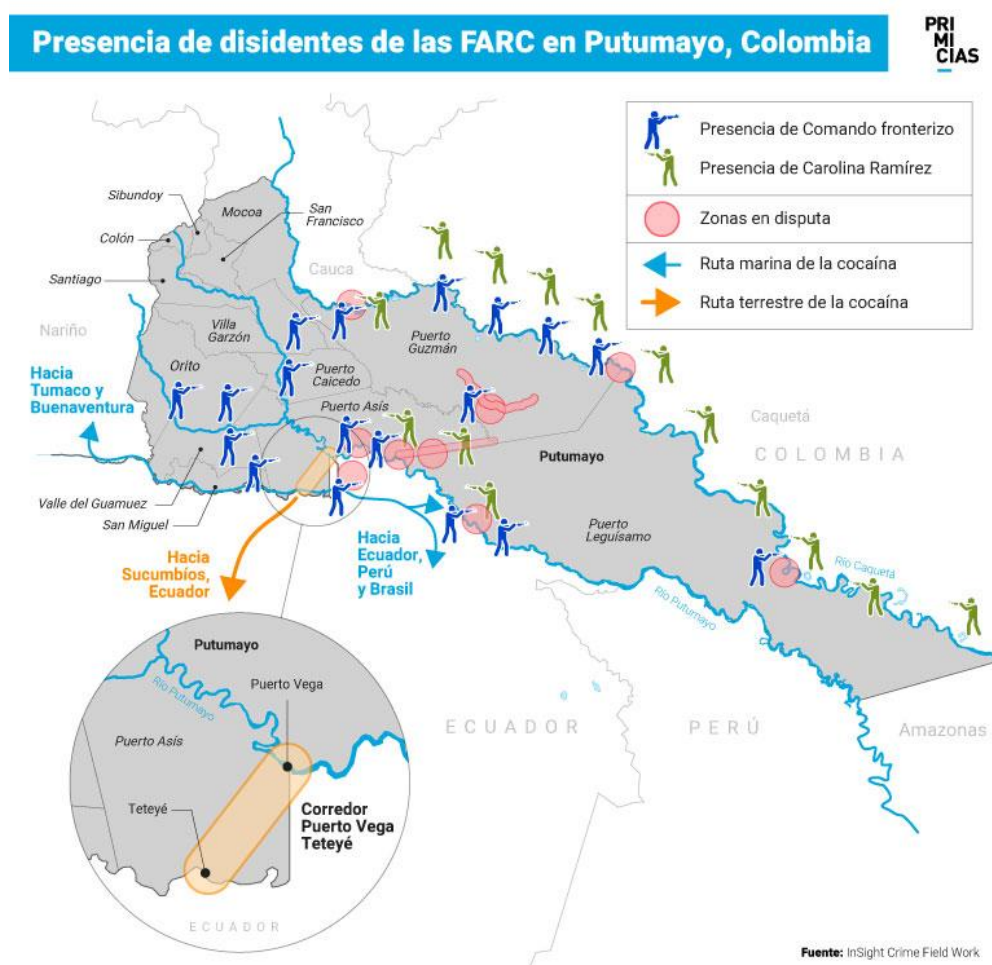 Presencia de disidentes de las FARC en Putumayo, Colombia
PRI
MI
CIAS
Presencia de Comando fronterizo
Presencia de Carolina Ramírez
Zonas en disputa
Ruta marina de la cocaína
Ruta terrestre de la cocaína
Sibundoy
Mocoa
San
Francisco
Colón
Santiago
Cauca
Nariño
Villa
Garzón
Puerto
Guzmán
Orito
Puerto
Caicedo
Hacia
Tumaco y
Buenaventura
Puerto Asís
Caquetá
COLOMBIA
Putumayo
Valle del Guamuez
San Miguel
Puerto
Leguísamo
Hacia
Sucumbíos,
Ecuador
Hacia
Ecuador,
Perú
y Brasil
Río Caquetá
Río Putumayo
Putumayo
Puerto Vega
Río Putumayo
Puerto Asís
Teteyé
Corredor
Puerto Vega
Teteyé
ECUADOR
ECUADOR
PERÚ
Amazonas
Fuente: InSight Crime Field Work